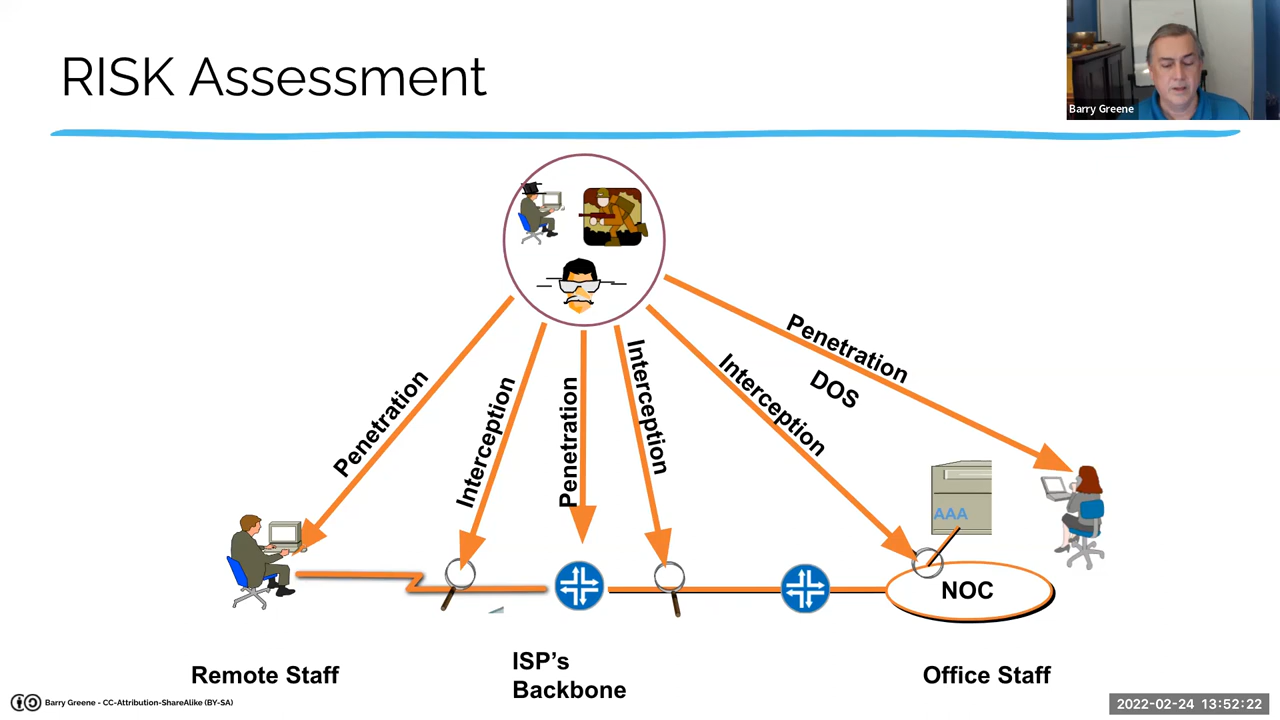 RISK Assessment
Barry Greene
Penetration
Interception
Penetration
Interception
Interception
Penetration
DOS
AAA
NOC
Remote Staff
ISP's
Backbone
Office Staff
Barry Greene - CC-Attribution-ShareAlike (BY-SA)
2022-02-24 13:52:22